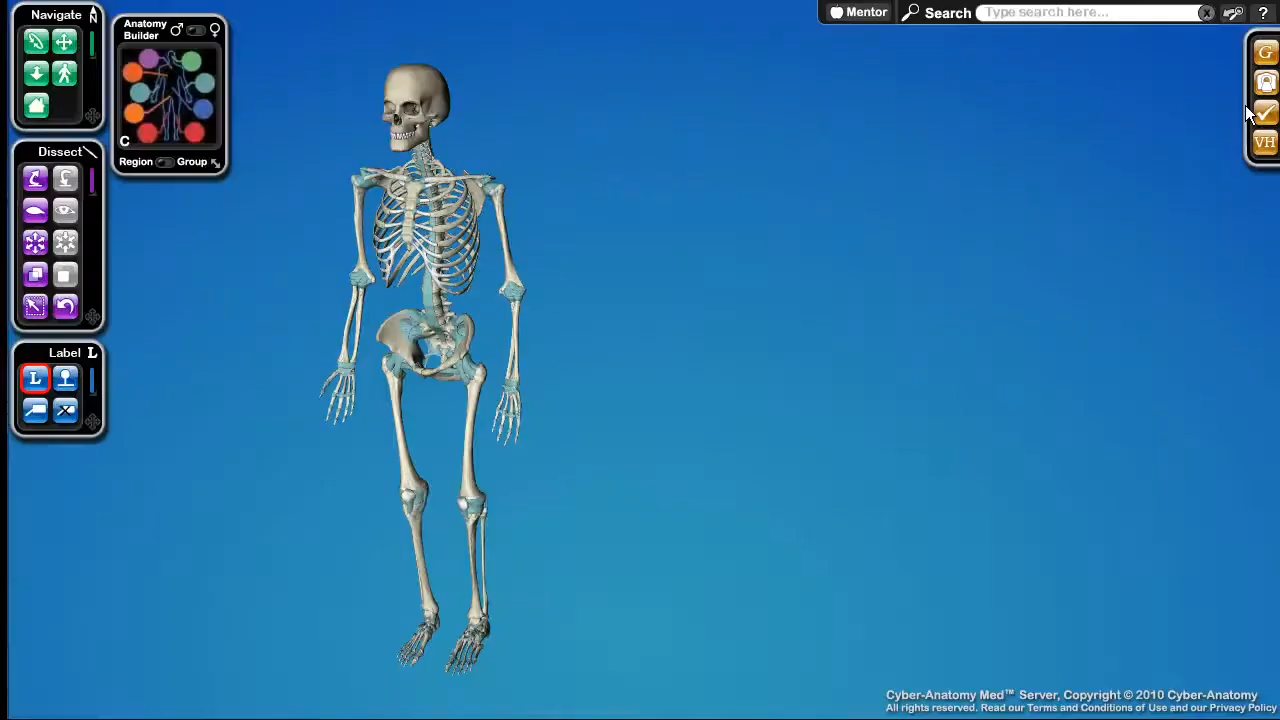 Navigate N
Anatomy
Builder
C
Region Group
Dissect
Label L
L
Mentor Search Type search here... x ?
G
VH
Cyber-Anatomy Med™ Server, Copyright © 2010 Cyber-Anatomy
All rights reserved. Read our Terms and Conditions of Use and our Privacy Policy